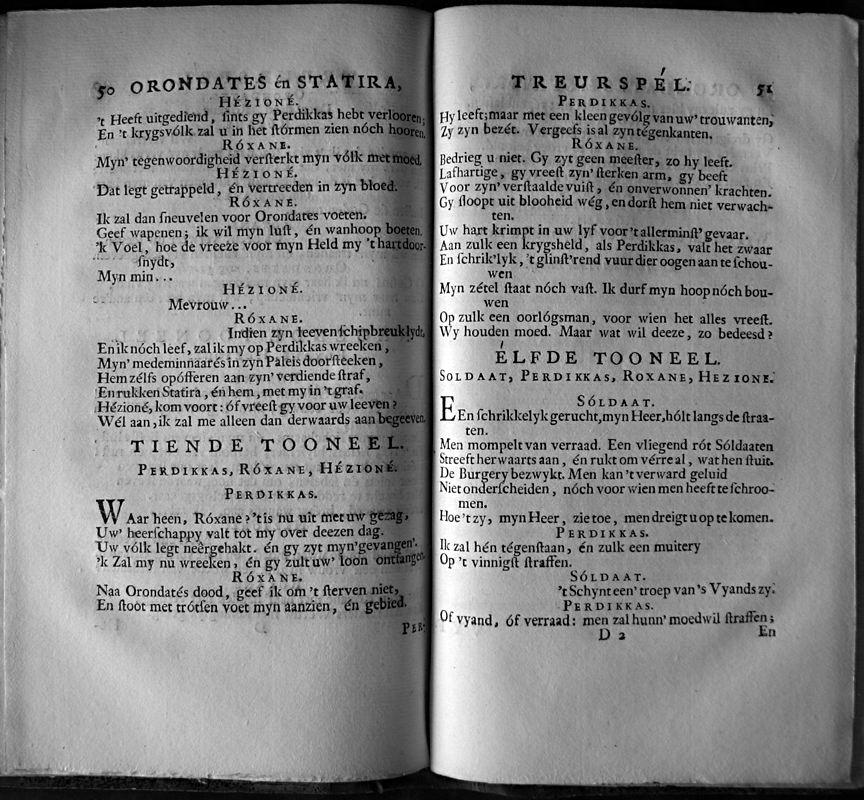 50 ORONDATES én STATIRA,
HÉZIONÉ.
't Heeft uitgediend, ſints gy Perdikkas hebt verlooren;
En 't krygsvólk zal u in het ſtórmen zien nóch hooren.
RÓXANE.
Myn' tegenwoordigheid verſterkt myn vólk met moed.
HÉZIONÉ.
Dat legt getrappeld, én vertreeden in zyn bloed.
RÓXANE.
Ik zal dan ſneuvelen voor Orondates voeten.
Geef wapenen; ik wil myn luſt, én wanhoop boeten.
'k Voel, hoe de vreeze voor myn Held my 't hart door-
ſnydt,
Myn min...
HÉZIONÉ.
Mevrouw...
RÓXANE.
Indien zyn leeven ſchipbreuk lydt,
En ik nóch leef, zal ik my op Perdikkas wreeken,
Myn' medeminnaarés in zyn Paleis doorſteeken,
Hem zélfs opófferen aan zyn' verdiende ſtraf,
En rukken Statira, én hem, met my in 't graf.
Hézioné, kom voort: óf vreeſt gy voor uw leeven?
Wél aan, ik zal me alleen dan derwaards aan begeeven.
TIENDE TOONEEL.
PERDIKKAS, RÓXANE, HÉZIONÉ.
PERDIKKAS.
WAar heen, Róxane? 'tis nu uit met uw gezag,
Uw' heerſchappy valt tot my over deezen dag.
Uw vólk legt neêrgehakt. én gy zyt myn' gevangen'.
'k Zal my nu wreeken, én gy zult uw' loon ontfangen.
RÓXANE.
Naa Orondatés dood, geef ik om 't ſterven niet,
En ſtoot met trótſen voet myn aanzien, én gebied.
PER-
TREURSPÉL. 51
PERDIKKAS.
Hy leeft; maar met een kleen gevólg van uw' trouwanten,
Zy zyn bezét. Vergeefs is al zyn tégenkanten.
RÓXANE.
Bedrieg u niet. Gy zyt geen meeſter, zo hy leeft.
Lafhartige, gy vreeſt zyn' ſterken arm, gy beeft
Voor zyn' verſtaalde vuiſt, én onverwonnen' krachten.
Gy ſloopt uit blooheid wég, en dorſt hem niet verwach-
ten.
Uw hart krimpt in uw lyf voor 't allerminſt' gevaar.
Aan zulk een krygsheld, als Perdikkas, valt het zwaar
En ſchrik'lyk, 't glinſt'rend vuur dier oogen aan te ſchou-
wen
Myn zétel ſtaat nóch vaſt. Ik durf myn hoop nóch bou-
wen
Op zulk een oorlógsman, voor wien het alles vreeſt.
Wy houden moed. Maar wat wil deeze, zo bedeesd?
ÉLFDE TOONEEL.
SOLDAAT, PERDIKKAS, ROXANE, HEZIONE.
SÓLDAAT.
EEn ſchrikkelyk gerucht, myn Heer, hólt langs de ſtraa-
ten.
Men mompelt van verraad. Een vliegend rót Sóldaaten
Streeft herwaarts aan, én rukt om vérre al, wat hen ſtuit.
De Burgery bezwykt. Men kan 't verward geluid
Niet onderſcheiden, nóch voor wien men heeft te ſchroo-
men.
Hoe 't zy, myn Heer, zie toe, men dreigt u op te komen.
PERDIKKAS.
Ik zal hén tégenſtaan, én zulk een muitery
Op 't vinnigſt ſtraffen.
SÓLDAAT.
't Schynt een' troep van 's Vyands zy.
PERDIKKAS.
Of vyand, óf verraad: men zal hunn' moedwil ſtraffen;
D 2 En